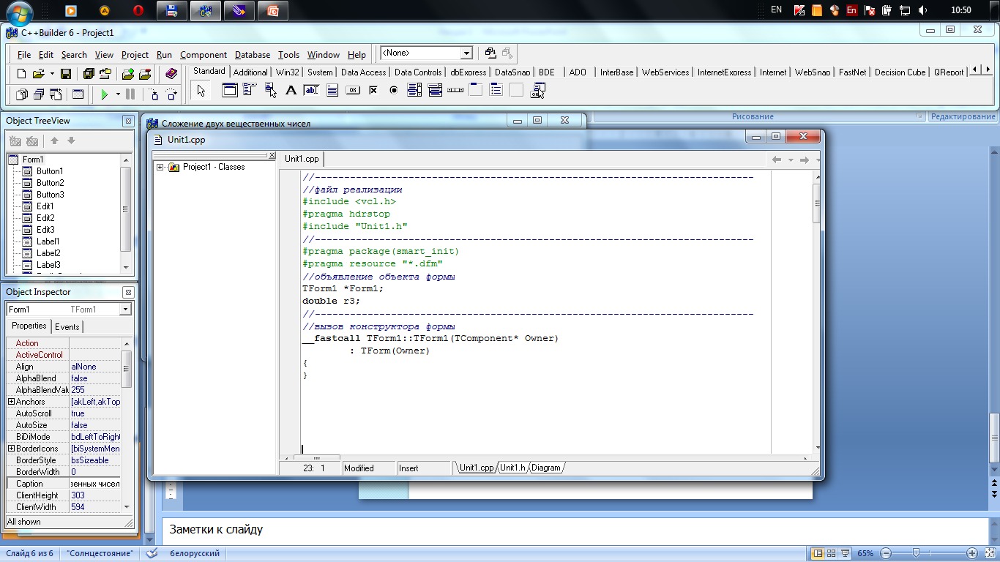 EN
10:50
C++Builder 6 - Project1
File Edit Search View Project Run Component Database Tools Window Help
<None>
Standard Additional Win32 System Data Access Data Controls dbExpress DataSnap BDE ADO InterBase WebServices InternetExpress Internet WebSnap FastNet Decision Cube QReport
Рисование
Редактирование
Object TreeView
Form1
Button1
Button2
Button3
Edit1
Edit2
Edit3
Label1
Label2
Label3
Object Inspector
Form1 TForm1
Properties Events
Action
ActiveControl
Align alNone
AlphaBlend false
AlphaBlendValu 255
Anchors [akLeft,akTop
AutoScroll true
AutoSize false
BiDiMode bdLeftToRight
BorderIcons [biSystemMen
BorderStyle bsSizeable
BorderWidth 0
Caption венных чисел
ClientHeight 303
ClientWidth 594
All shown
Сложение двух вещественных чисел
Unit1.cpp
Project1 - Classes
Unit1.cpp
//---------------------------------------------------------------------------
//файл реализации
#include <vcl.h>
#pragma hdrstop
#include "Unit1.h"
//---------------------------------------------------------------------------
#pragma package(smart_init)
#pragma resource "*.dfm"
//объявление объекта формы
TForm1 *Form1;
double r3;
//---------------------------------------------------------------------------
//вызов конструктора формы
__fastcall TForm1::TForm1(TComponent* Owner)
: TForm(Owner)
{
}
23: 1 Modified Insert Unit1.cpp Unit1.h Diagram
Заметки к слайду
Слайд 6 из 6 "Солнцестояние" белорусский 65%